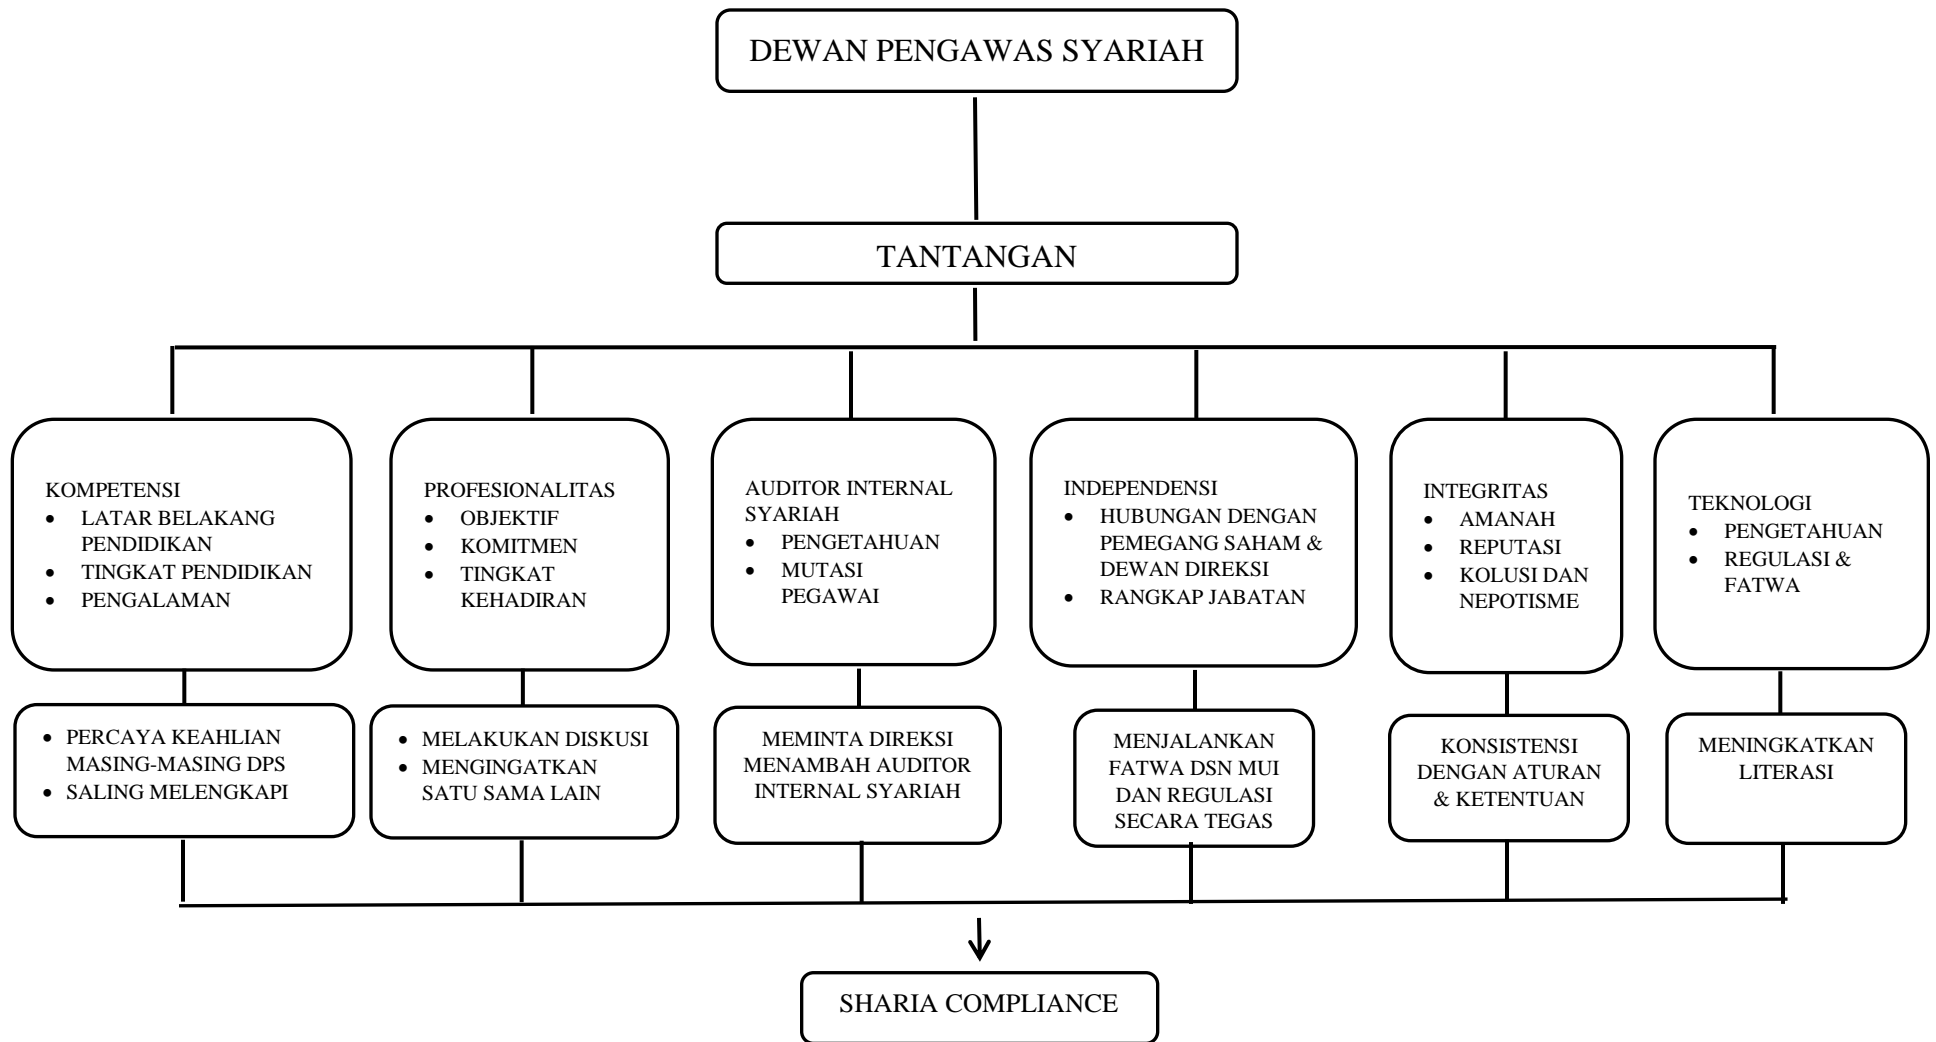 DEWAN PENGAWAS SYARIAH
TANTANGAN
KOMPETENSI
• LATAR BELAKANG
PENDIDIKAN
• TINGKAT PENDIDIKAN
• PENGALAMAN
PROFESIONALITAS
• OBJEKTIF
• KOMITMEN
• TINGKAT
KEHADIRAN
AUDITOR INTERNAL
SYARIAH
• PENGETAHUAN
• MUTASI
PEGAWAI
INDEPENDENSI
• HUBUNGAN DENGAN
PEMEGANG SAHAM &
DEWAN DIREKSI
• RANGKAP JABATAN
INTEGRITAS
• AMANAH
• REPUTASI
• KOLUSI DAN
NEPOTISME
TEKNOLOGI
• PENGETAHUAN
• REGULASI &
FATWA
• PERCAYA KEAHLIAN
MASING-MASING DPS
• SALING MELENGKAPI
• MELAKUKAN DISKUSI
• MENGINGATKAN
SATU SAMA LAIN
MEMINTA DIREKSI
MENAMBAH AUDITOR
INTERNAL SYARIAH
MENJALANKAN
FATWA DSN MUI
DAN REGULASI
SECARA TEGAS
KONSISTENSI
DENGAN ATURAN
& KETENTUAN
MENINGKATKAN
LITERASI
SHARIA COMPLIANCE